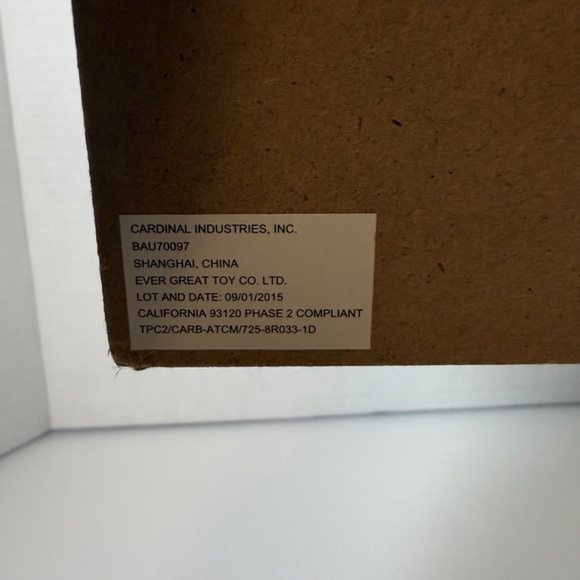 CARDINAL INDUSTRIES, INC.
BAU70097
SHANGHAI, CHINA
EVER GREAT TOY CO. LTD.
LOT AND DATE: 09/01/2015
CALIFORNIA 93120 PHASE 2 COMPLIANT
TPC2/CARB-ATCM/725-8R033-1D